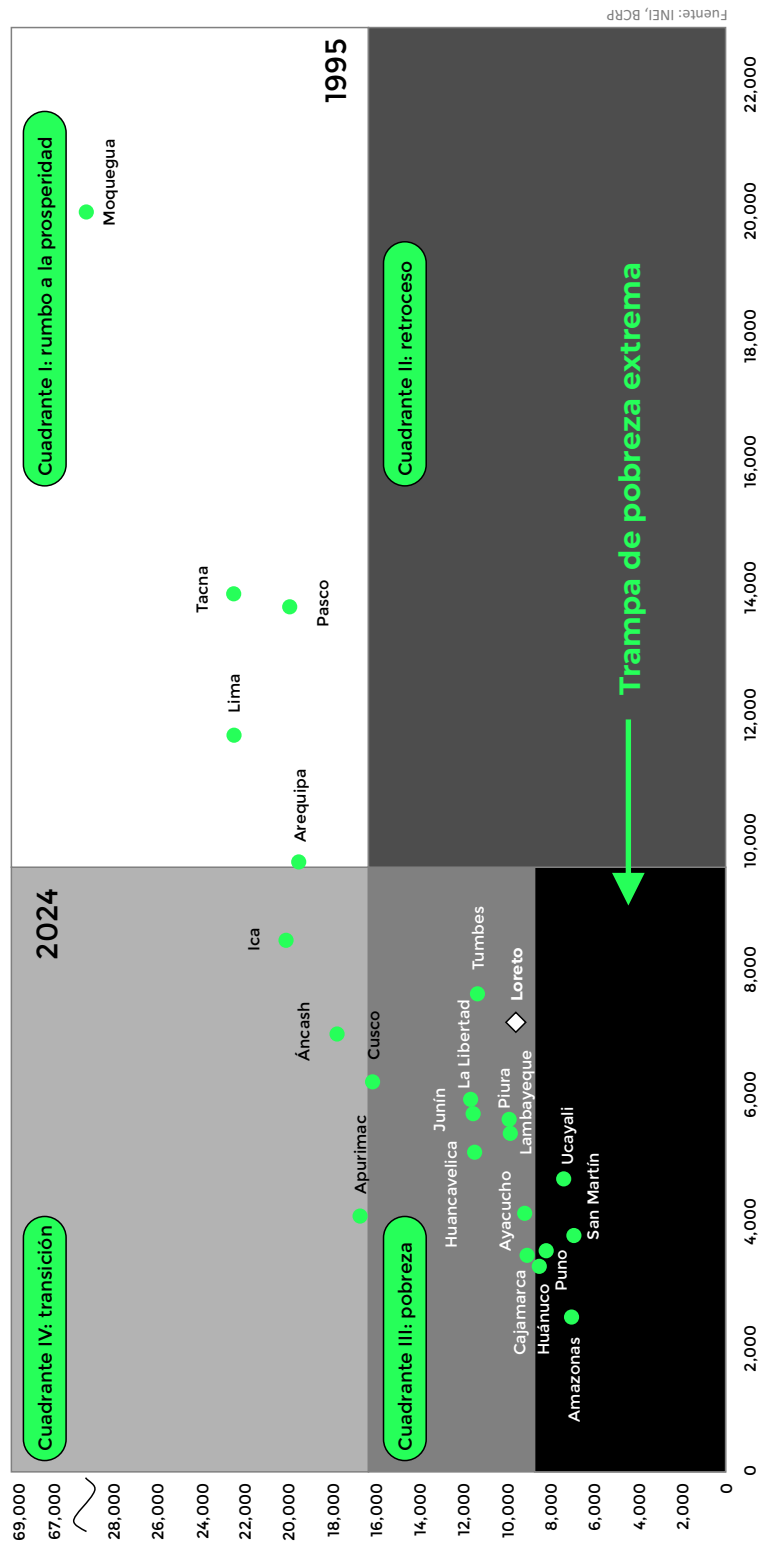 Cuadrante IV: transición
2024
Cuadrante I: rumbo a la prosperidad
Moquegua
Tacna
Lima
Pasco
Arequipa
Ica
Áncash
1995
Cusco
Apurimac
Cuadrante III: pobreza
Cuadrante II: retroceso
Junín
Huancavelica
La Libertad
Tumbes
Ayacucho
Piura
Loreto
Cajamarca
Lambayeque
Huánuco
Puno
Ucayali
Amazonas
San Martín
Trampa de pobreza extrema
69,000
67,000
28,000
26,000
24,000
22,000
20,000
18,000
16,000
14,000
12,000
10,000
8,000
6,000
4,000
2,000
0
0
2,000
4,000
6,000
8,000
10,000
12,000
14,000
16,000
18,000
20,000
22,000
Fuente: INEI, BCRP